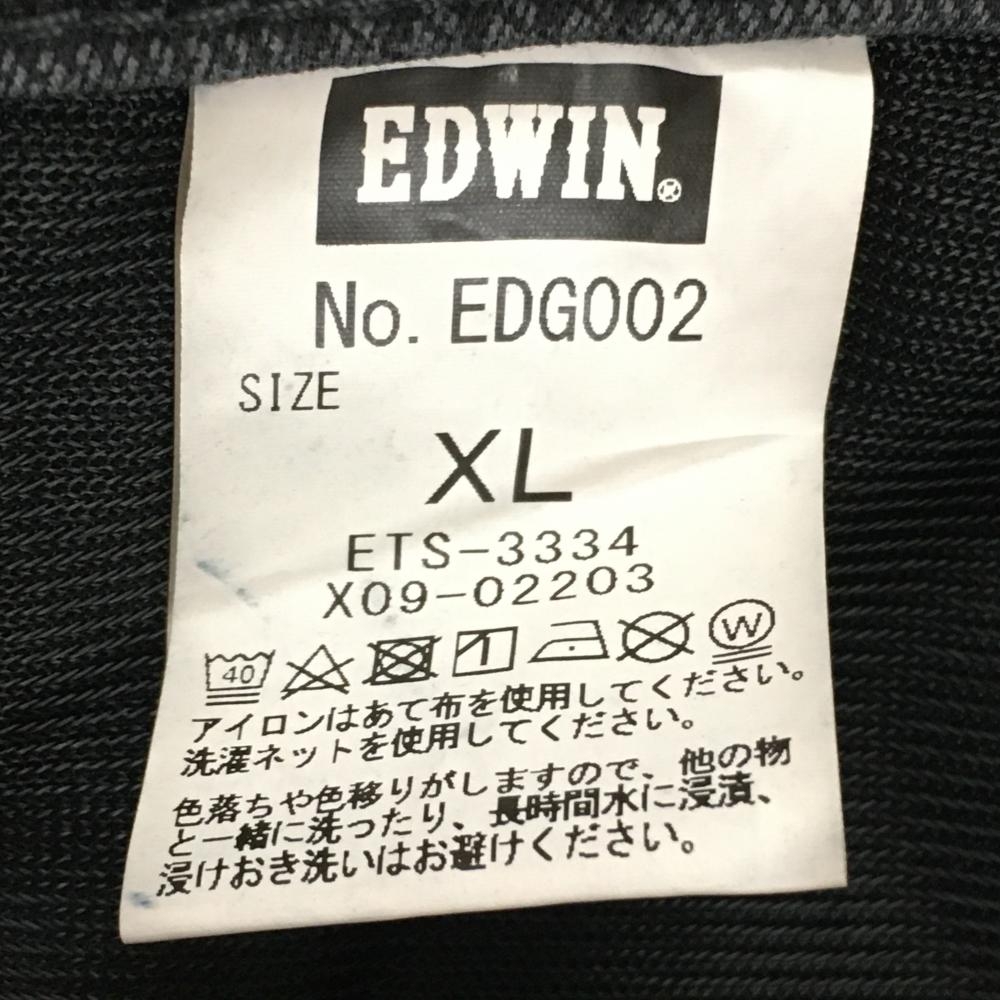 EDWIN®
No. EDG002
SIZE
XL
ETS-3334
X09-02203
40 W
アイロンはあて布を使用してください。
洗濯ネットを使用してください。
色落ちや色移りがしますので、他の物
と一緒に洗ったり、長時間水に浸漬、
浸けおき洗いはお避けください。